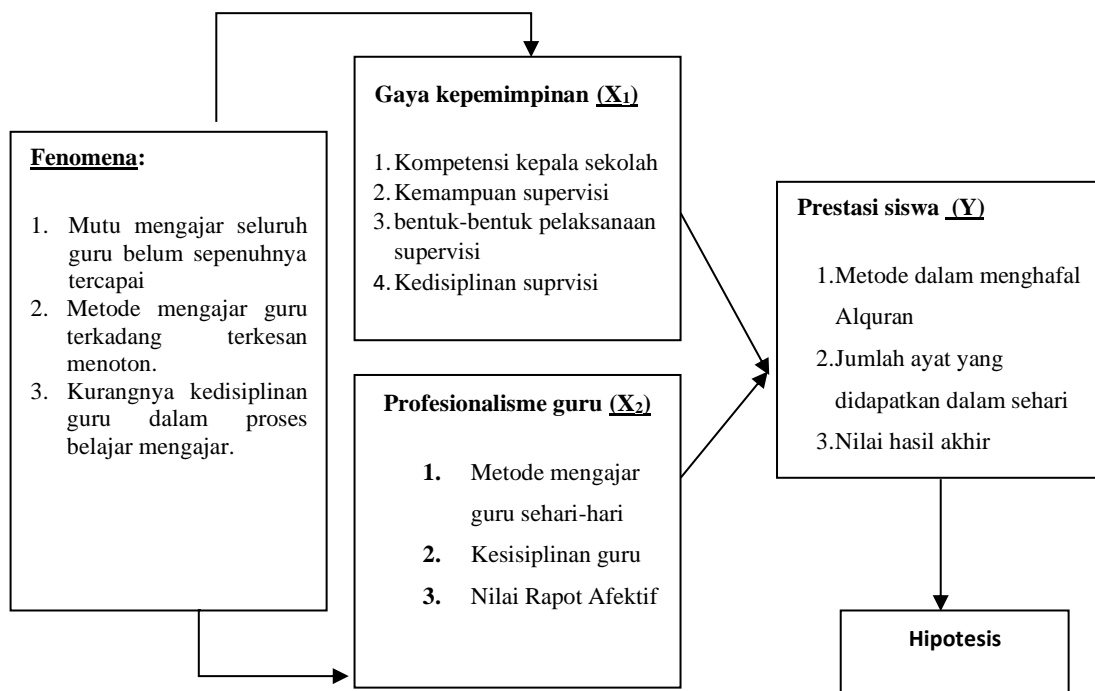 Fenomena:
1. Mutu mengajar seluruh
guru belum sepenuhnya
tercapai
2. Metode mengajar guru
terkadang terkesan
menoton.
3. Kurangnya kedisiplinan
guru dalam proses
belajar mengajar.
Gaya kepemimpinan (X1)
1. Kompetensi kepala sekolah
2. Kemampuan supervisi
3. bentuk-bentuk pelaksanaan
supervisi
4. Kedisiplinan suprvisi
Profesionalisme guru (X2)
1. Metode mengajar
guru sehari-hari
2. Kesisiplinan guru
3. Nilai Rapot Afektif
Prestasi siswa (Y)
1. Metode dalam menghafal
Alquran
2. Jumlah ayat yang
didapatkan dalam sehari
3. Nilai hasil akhir
Hipotesis